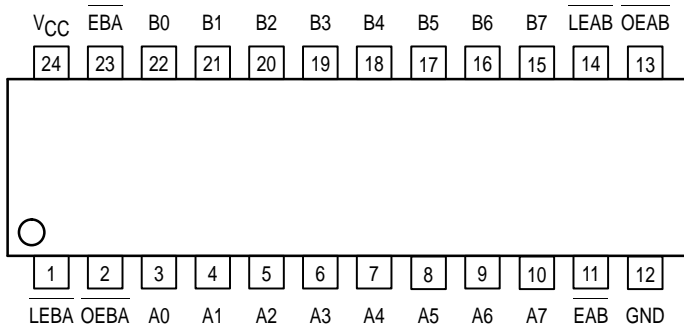 VCC EBA B0 B1 B2 B3 B4 B5 B6 B7 LEAB OEAB
24 23 22 21 20 19 18 17 16 15 14 13
1 2 3 4 5 6 7 8 9 10 11 12
LEBA OEBA A0 A1 A2 A3 A4 A5 A6 A7 EAB GND